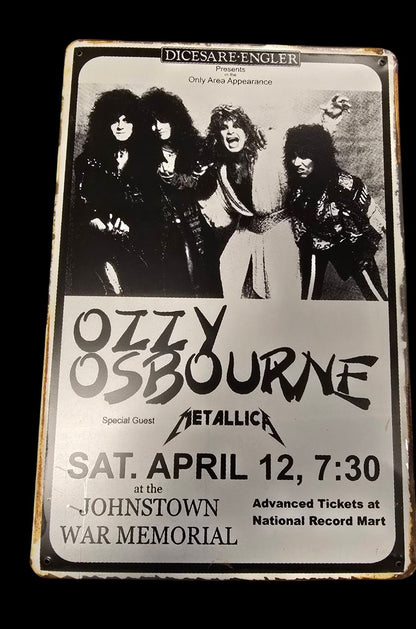 DICESARE·ENGLER
Presents
in the
Only Area Appearance
OZZY
OSBOURNE
Special Guest METALLICA
SAT. APRIL 12, 7:30
at the
JOHNSTOWN
WAR MEMORIAL
Advanced Tickets at
National Record Mart